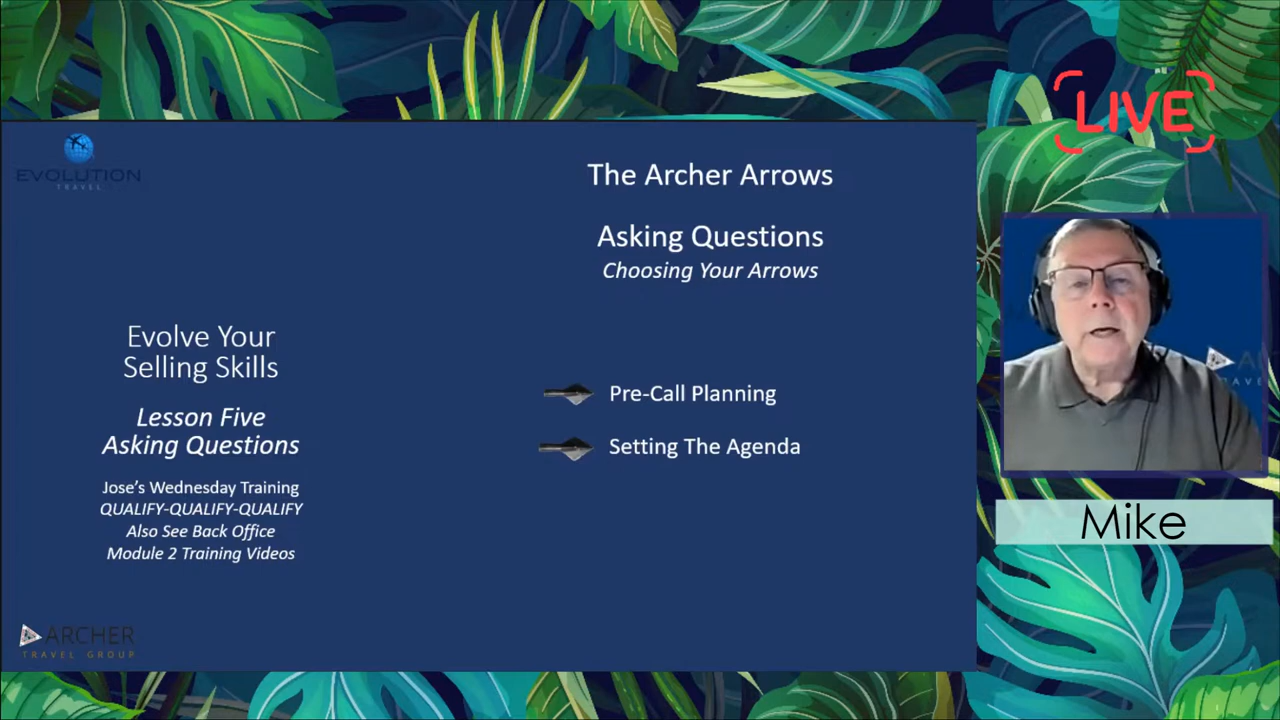 EVOLUTION
TRAVEL
The Archer Arrows
Asking Questions
Choosing Your Arrows
Evolve Your
Selling Skills
Lesson Five
Asking Questions
Jose's Wednesday Training
QUALIFY-QUALIFY-QUALIFY
Also See Back Office
Module 2 Training Videos
Pre-Call Planning
Setting The Agenda
ARCHER
TRAVEL GROUP
LIVE
Mike